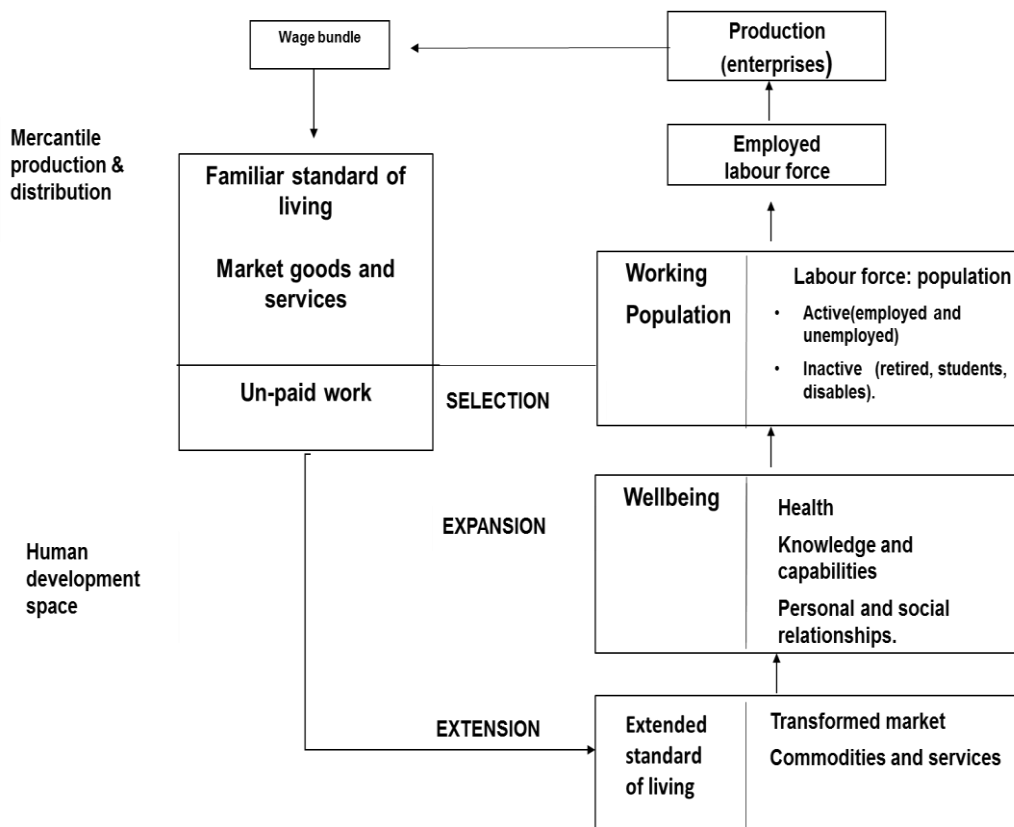 Wage bundle
Production
(enterprises)
Mercantile
production &
distribution
Employed
labour force
Familiar standard of
living
Market goods and
services
Un-paid work
Working
Population
Labour force: population
• Active(employed and
unemployed)
• Inactive (retired, students,
disables).
SELECTION
Wellbeing
Health
Knowledge and
capabilities
Personal and social
relationships.
EXPANSION
Human
development
space
EXTENSION
Extended
standard
of living
Transformed market
Commodities and services